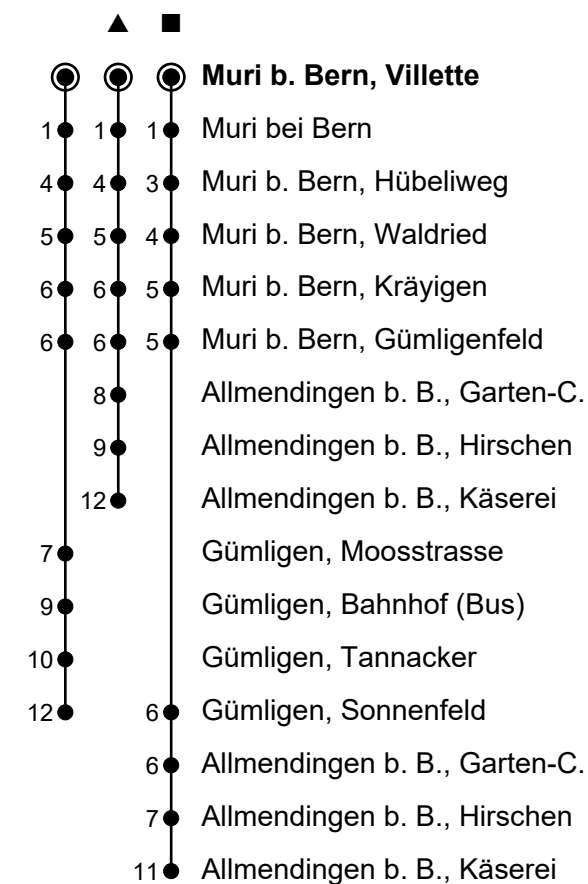 ▲ ■
Muri b. Bern, Villette
1 1 1 Muri bei Bern
4 4 3 Muri b. Bern, Hübeliweg
5 5 4 Muri b. Bern, Waldried
6 6 5 Muri b. Bern, Kräyigen
6 6 5 Muri b. Bern, Gümligenfeld
8 Allmendingen b. B., Garten-C.
9 Allmendingen b. B., Hirschen
12 Allmendingen b. B., Käserei
7 Gümligen, Moosstrasse
9 Gümligen, Bahnhof (Bus)
10 Gümligen, Tannacker
12 6 Gümligen, Sonnenfeld
6 Allmendingen b. B., Garten-C.
7 Allmendingen b. B., Hirschen
11 Allmendingen b. B., Käserei